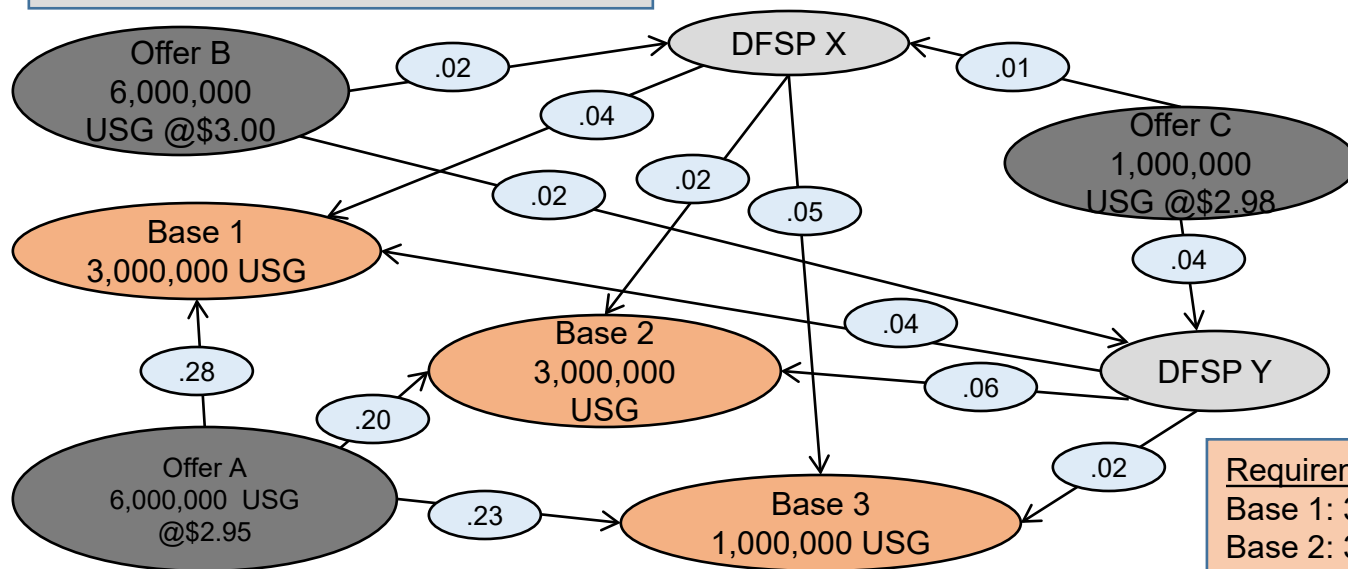 Offer B
6,000,000
USG @$3.00
.02
DFSP X
.01
.04
Offer C
1,000,000
USG @$2.98
.02
.02
.05
Base 1
3,000,000 USG
.04
.04
Base 2
3,000,000
USG
DFSP Y
.28
.06
.20
Offer A
6,000,000 USG
@$2.95
.02
.23
Base 3
1,000,000 USG
Base 1: 3
Base 2: 3